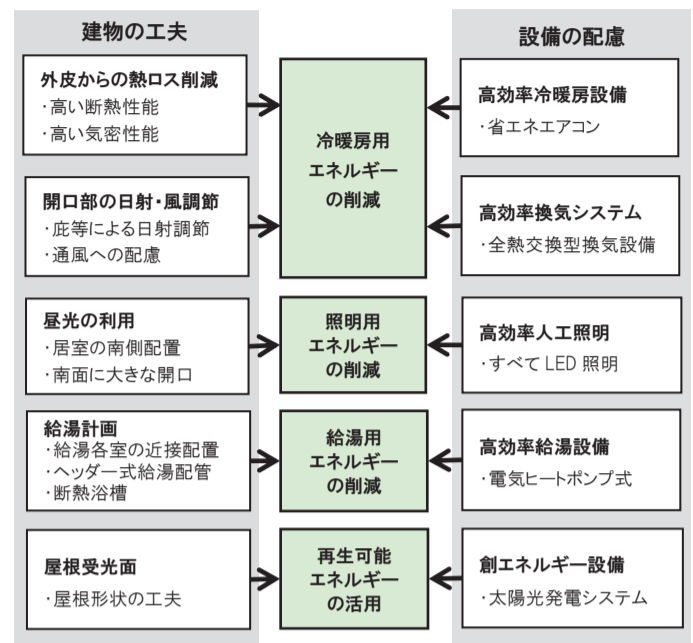 建物の工夫
外皮からの熱ロス削減
・高い断熱性能
・高い気密性能
開口部の日射・風調節
・庇等による日射調節
・通風への配慮
昼光の利用
・居室の南側配置
・南面に大きな開口
給湯計画
・給湯各室の近接配置
・ヘッダー式給湯配管
・断熱浴槽
屋根受光面
・屋根形状の工夫
冷暖房用
エネルギー
の削減
照明用
エネルギー
の削減
給湯用
エネルギー
の削減
再生可能
エネルギー
の活用
設備の配慮
高効率冷暖房設備
・省エネエアコン
高効率換気システム
・全熱交換型換気設備
高効率人工照明
・すべて LED 照明
高効率給湯設備
・電気ヒートポンプ式
創エネルギー設備
・太陽光発電システム